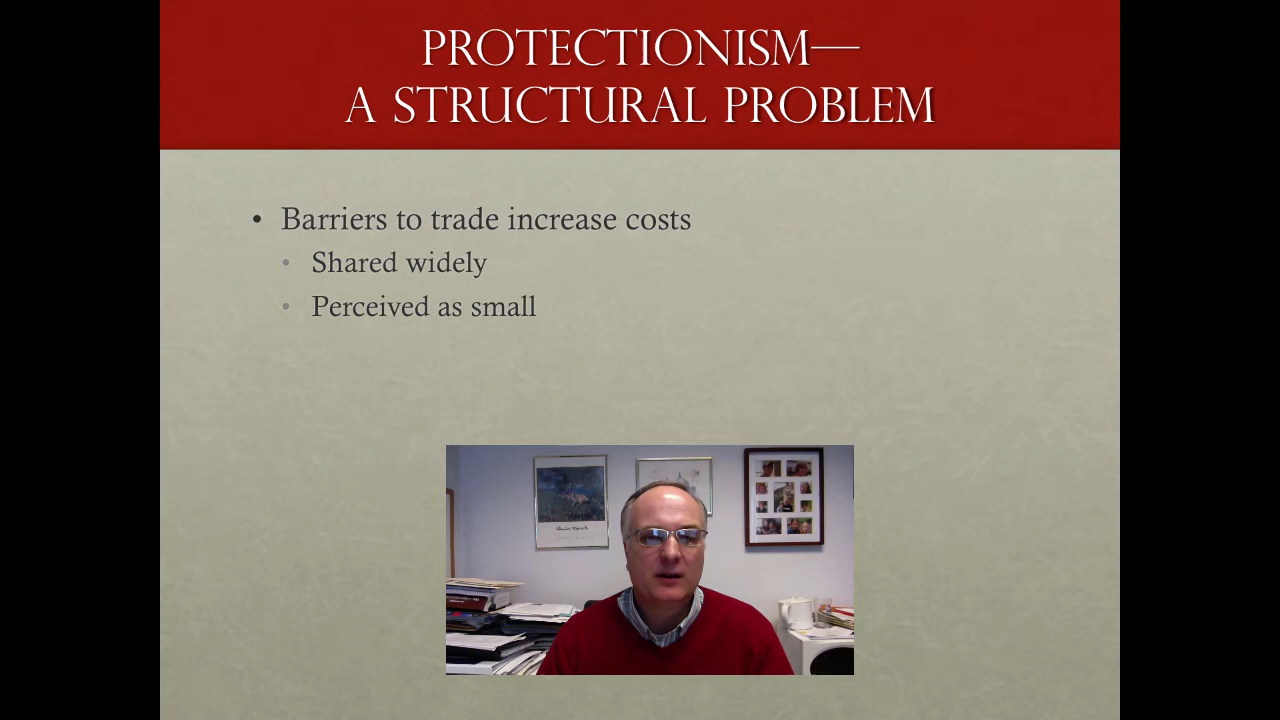 PROTECTIONISM—
A STRUCTURAL PROBLEM
• Barriers to trade increase costs
• Shared widely
• Perceived as small